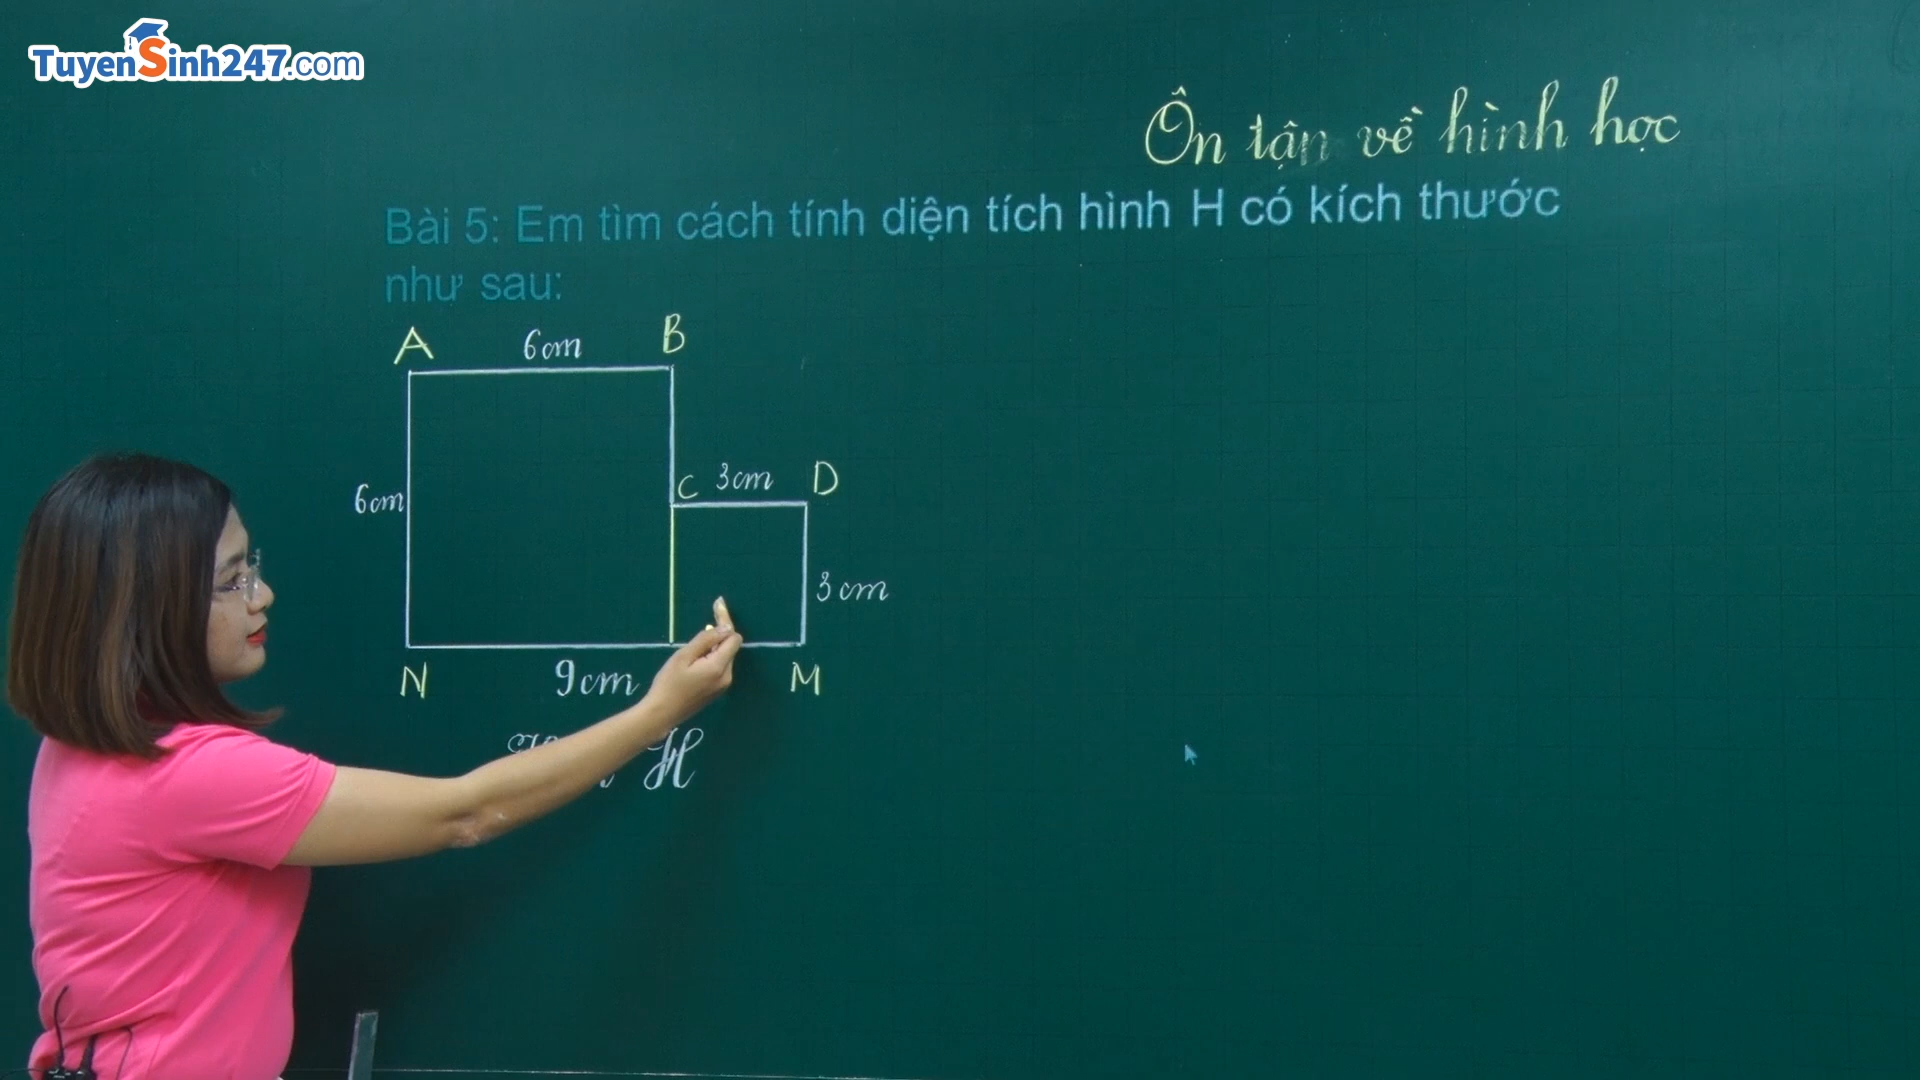 TuyenSinh247.com
Ôn tập về hình học
Bài 5: Em tìm cách tính diện tích hình H có kích thước
như sau:
A 6cm B
6cm
C 3cm D
3cm
N 9cm M
H